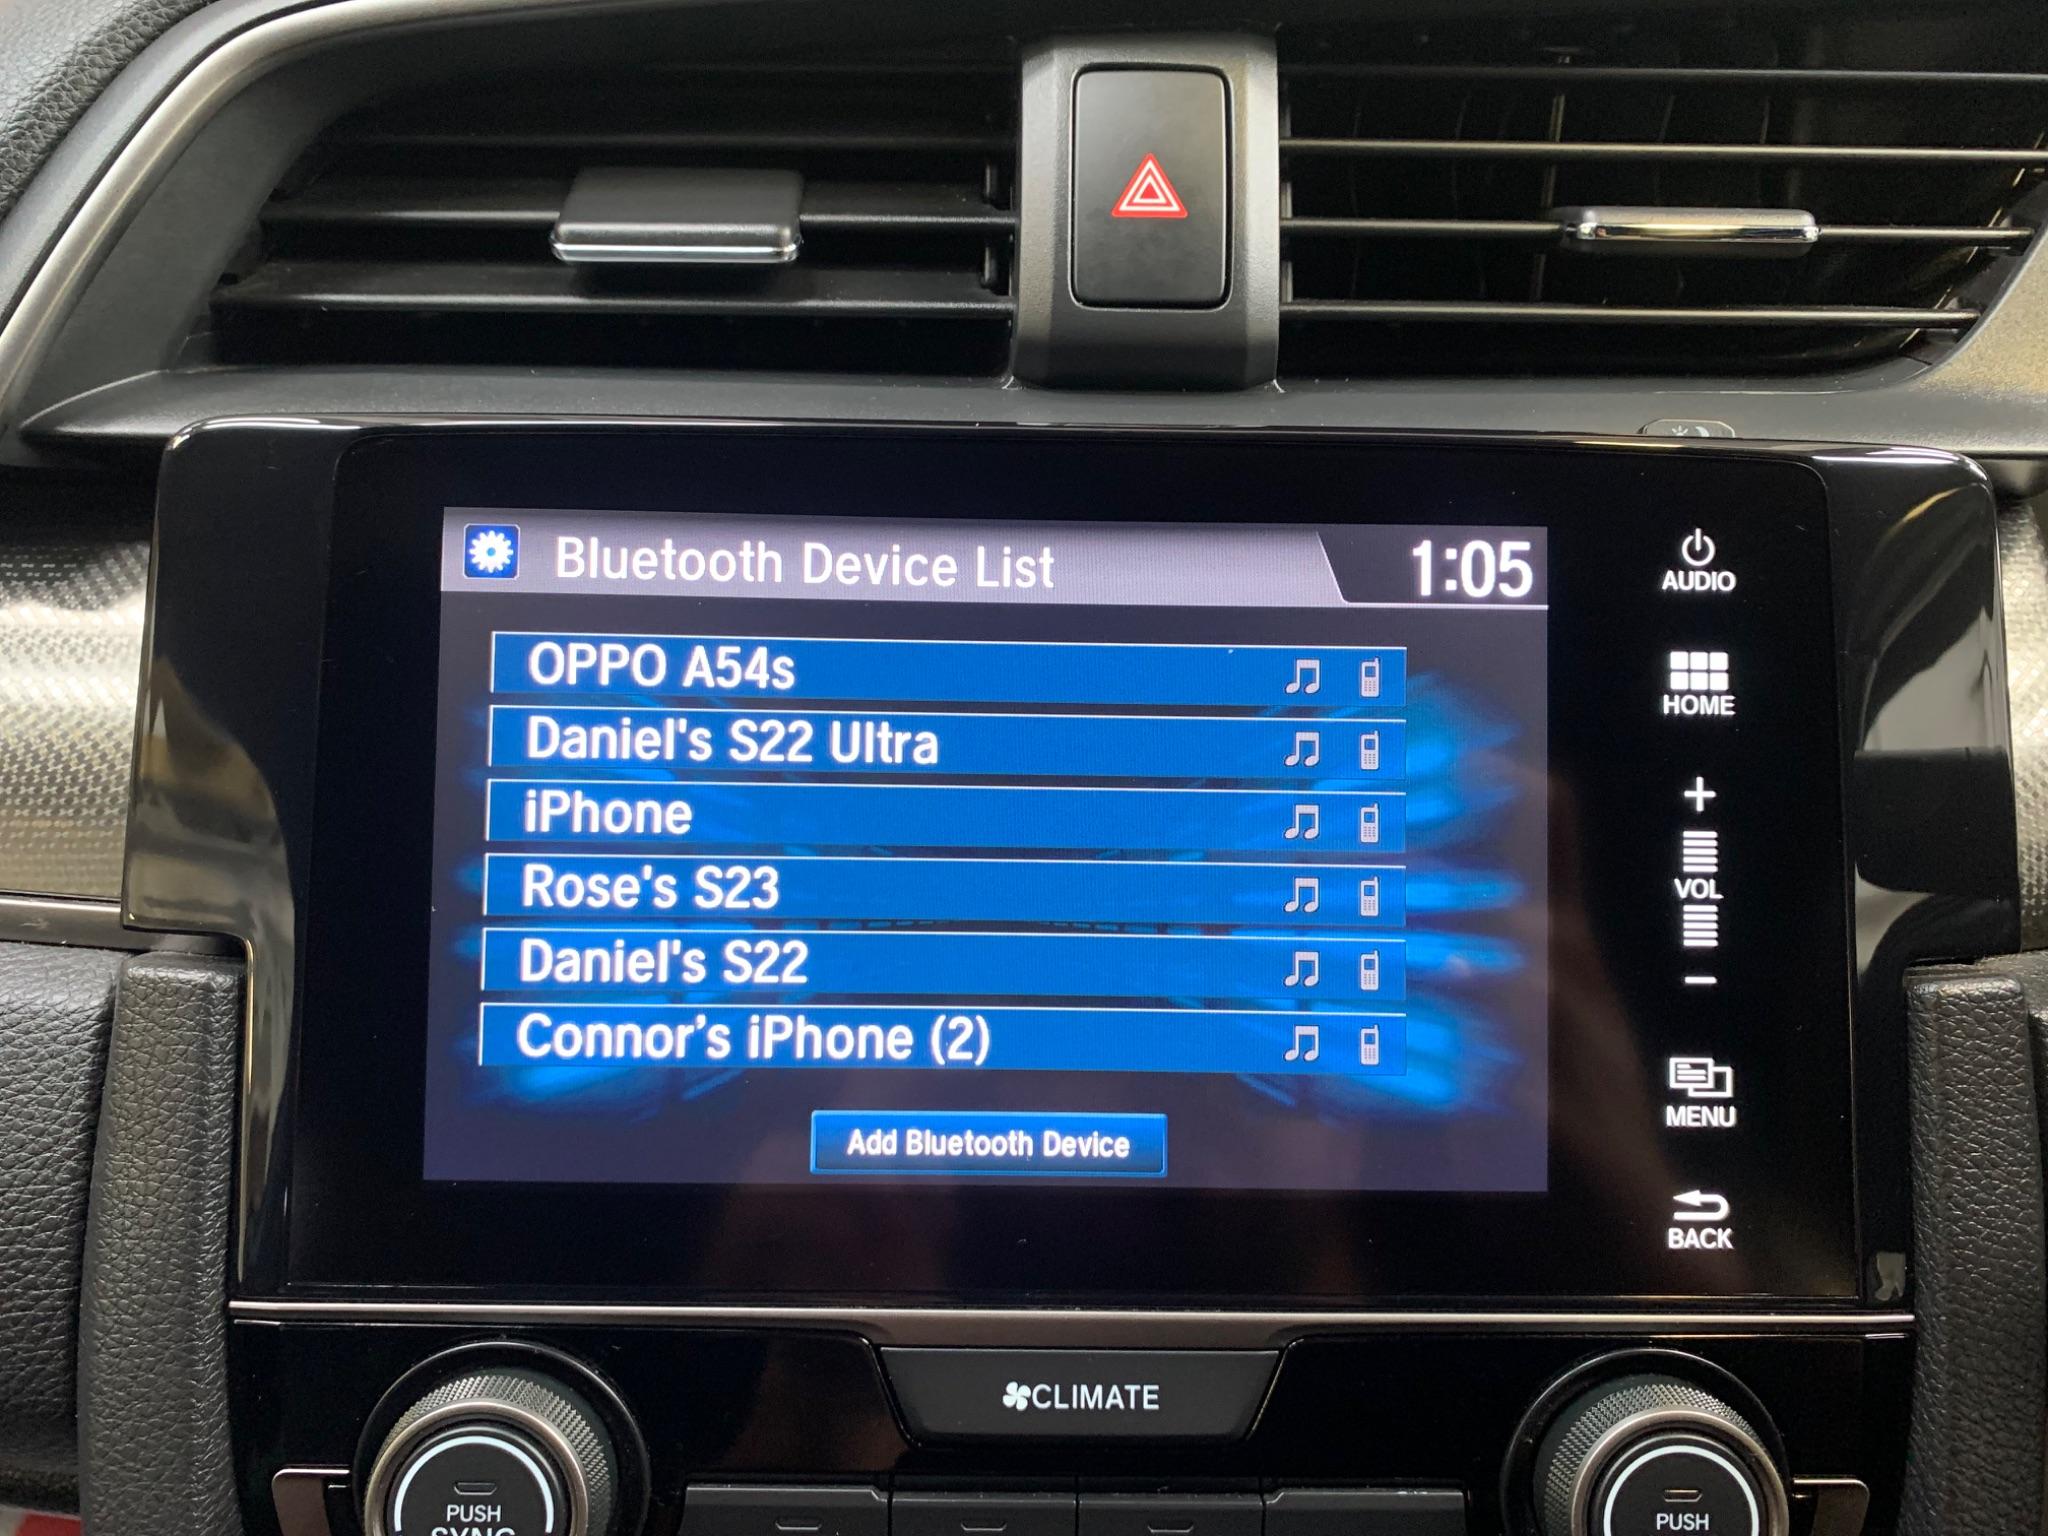 Bluetooth Device List
1:05
OPPO A54s
Daniel's S22 Ultra
iPhone
Rose's S23
Daniel's S22
Connor’s iPhone (2)
Add Bluetooth Device
AUDIO
HOME
+
VOL
−
MENU
BACK
CLIMATE
PUSH
SYNC
PUSH